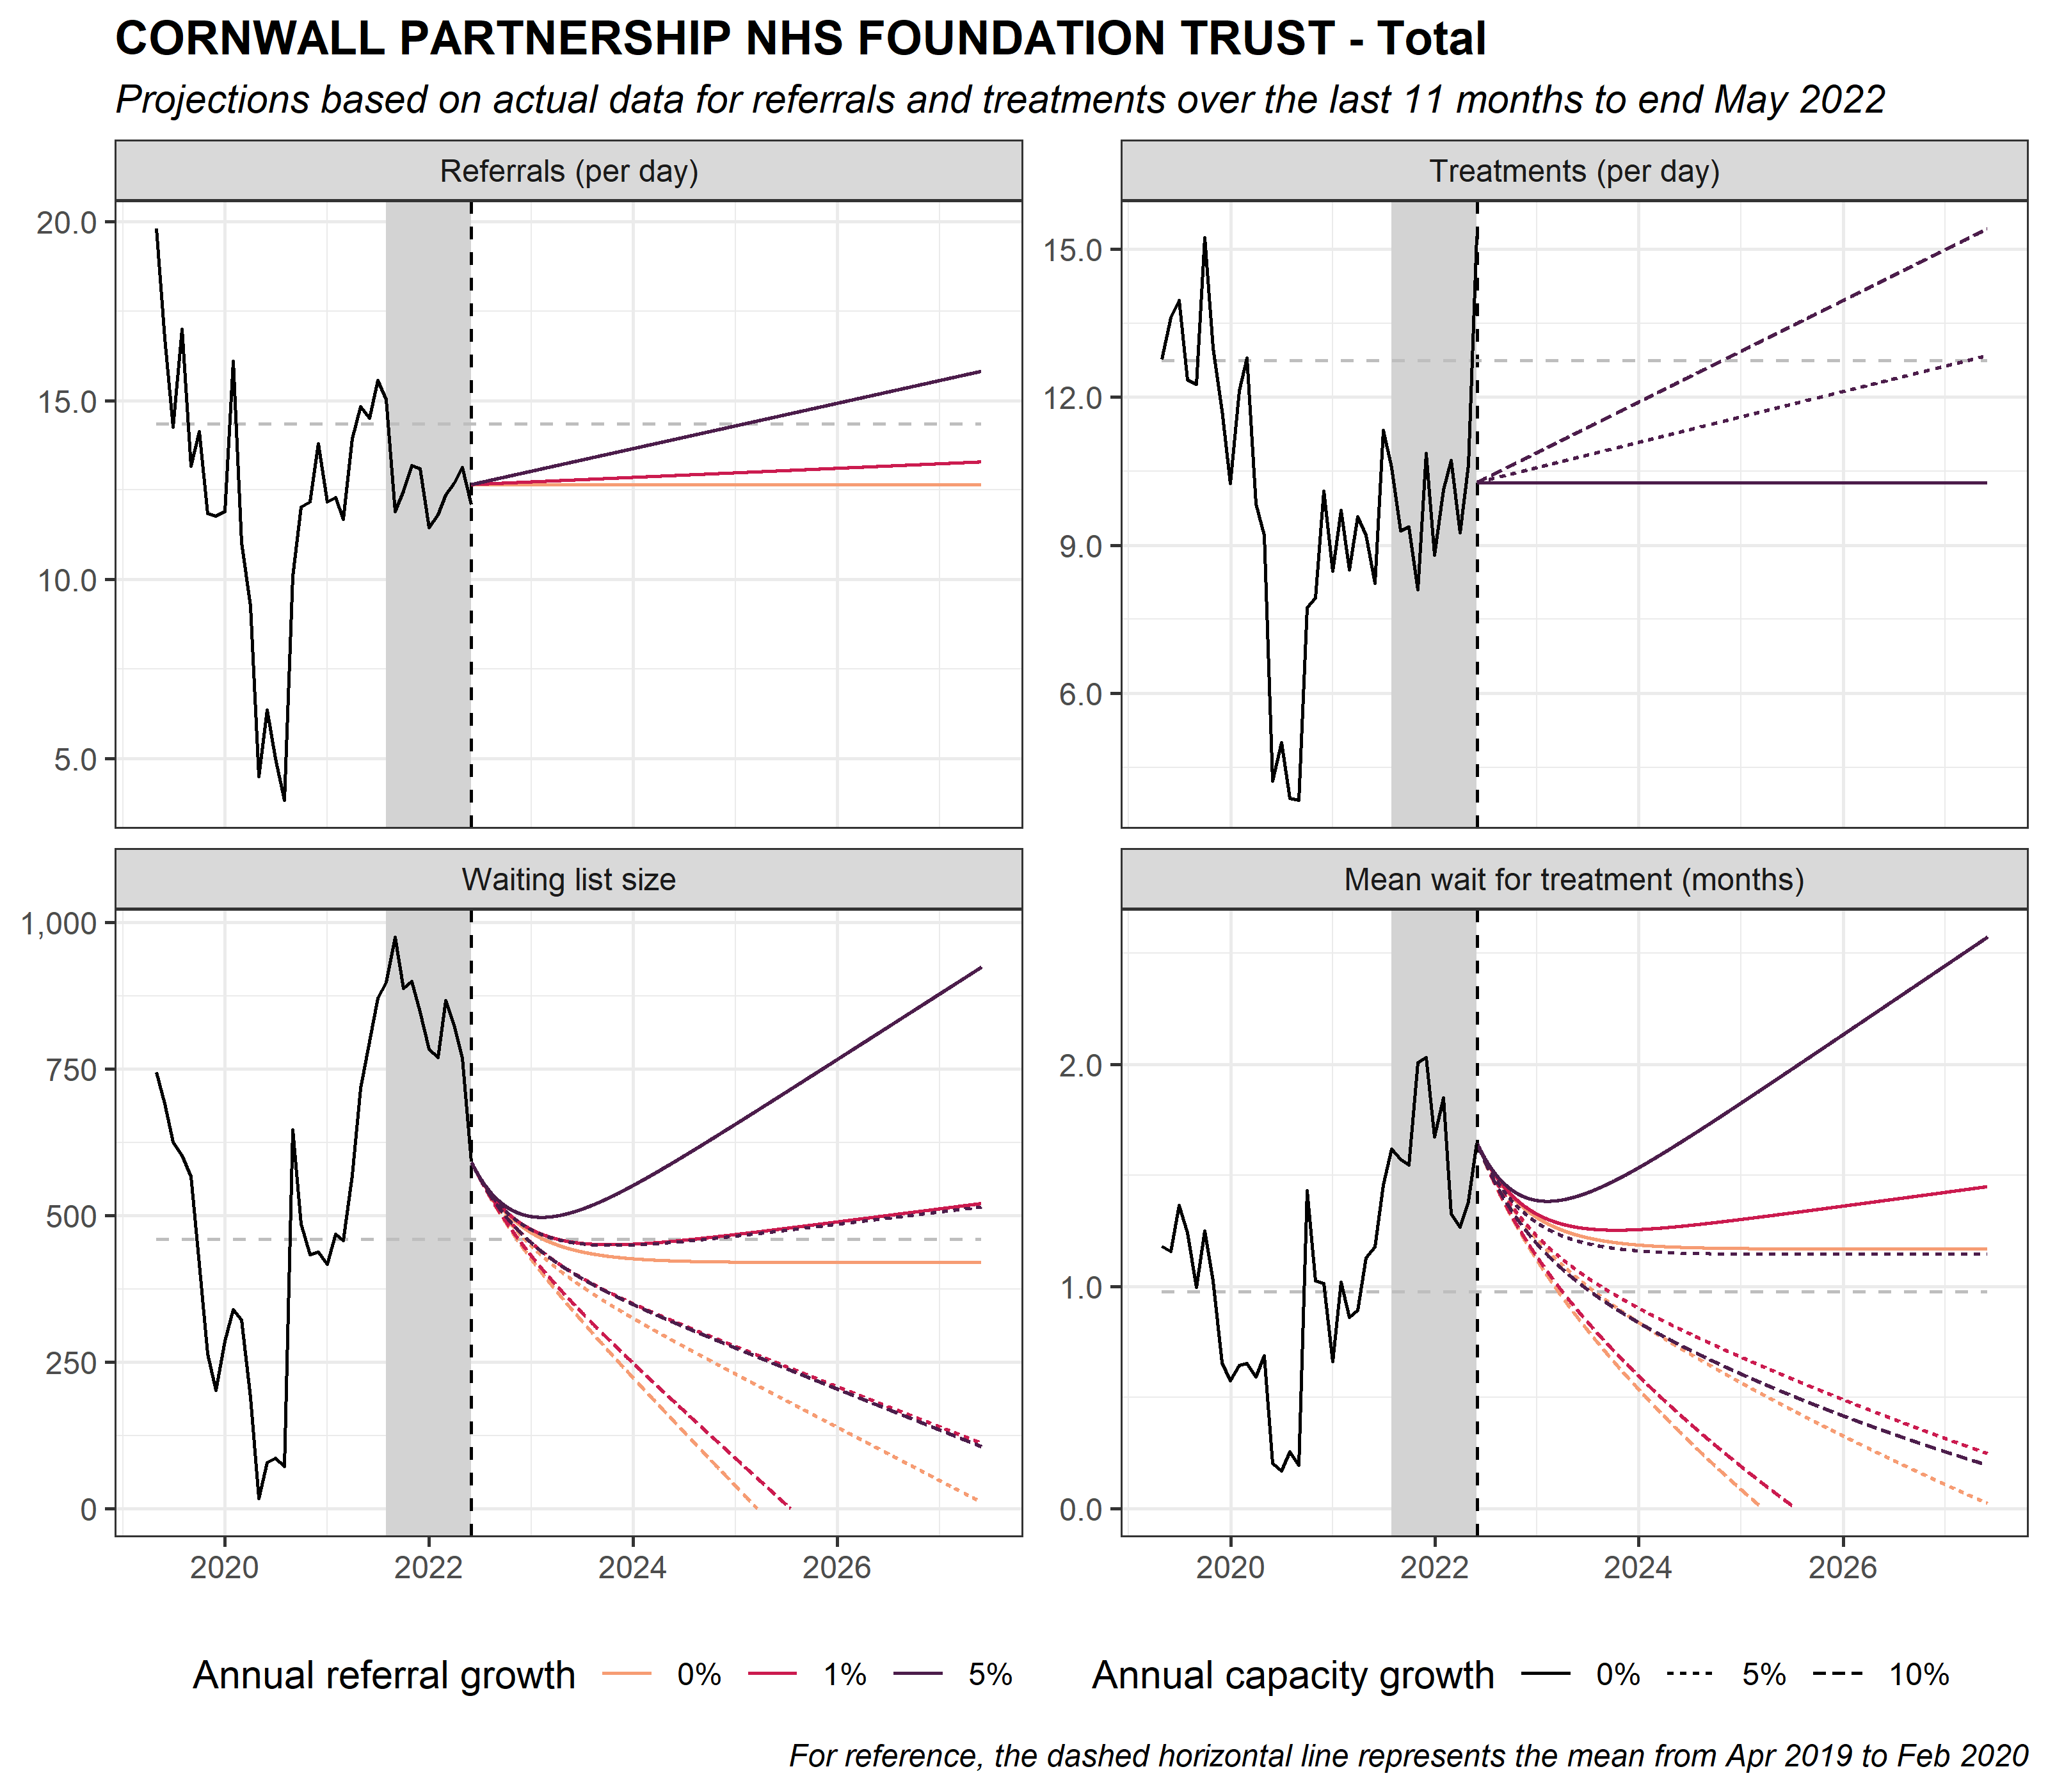 CORNWALL PARTNERSHIP NHS FOUNDATION TRUST - Total
Projections based on actual data for referrals and treatments over the last 11 months to end May 2022
Referrals (per day)
20.0
15.0
10.0
5.0
Treatments (per day)
15.0
12.0
9.0
6.0
Waiting list size
1,000
750
500
250
0
2020 2022 2024 2026
Mean wait for treatment (months)
2.0
1.0
0.0
2020 2022 2024 2026
Annual referral growth 0% 1% 5%
Annual capacity growth 0% 5% 10%
For reference, the dashed horizontal line represents the mean from Apr 2019 to Feb 2020